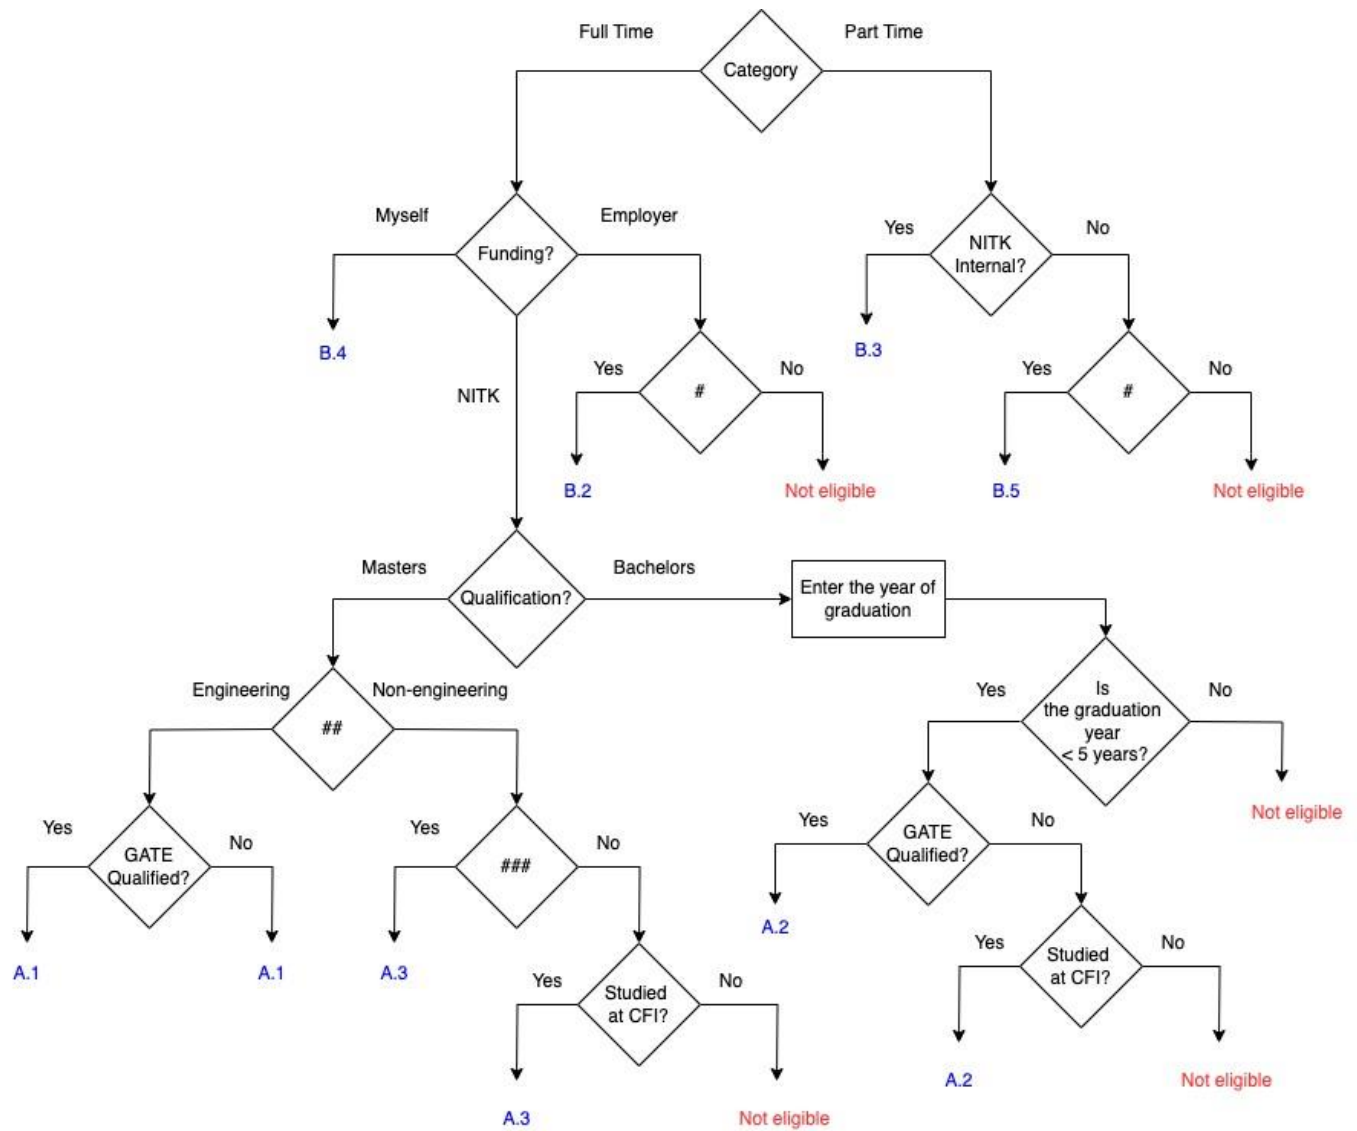 Full Time
Part Time
Category
Myself
Employer
Yes
No
Funding?
NITK
Internal?
B.4
B.3
Yes
No
Yes
No
NITK
#
#
B.2
Not eligible
B.5
Not eligible
Masters
Bachelors
Qualification?
Enter the year of
graduation
Engineering
Non-engineering
Yes
No
##
Is
the graduation
year
< 5 years?
Not eligible
Yes
No
Yes
No
Yes
No
GATE
Qualified?
###
GATE
Qualified?
A.2
A.1
A.1
A.3
Yes
No
Yes
No
Studied
at CFI?
Studied
at CFI?
A.2
Not eligible
A.3
Not eligible